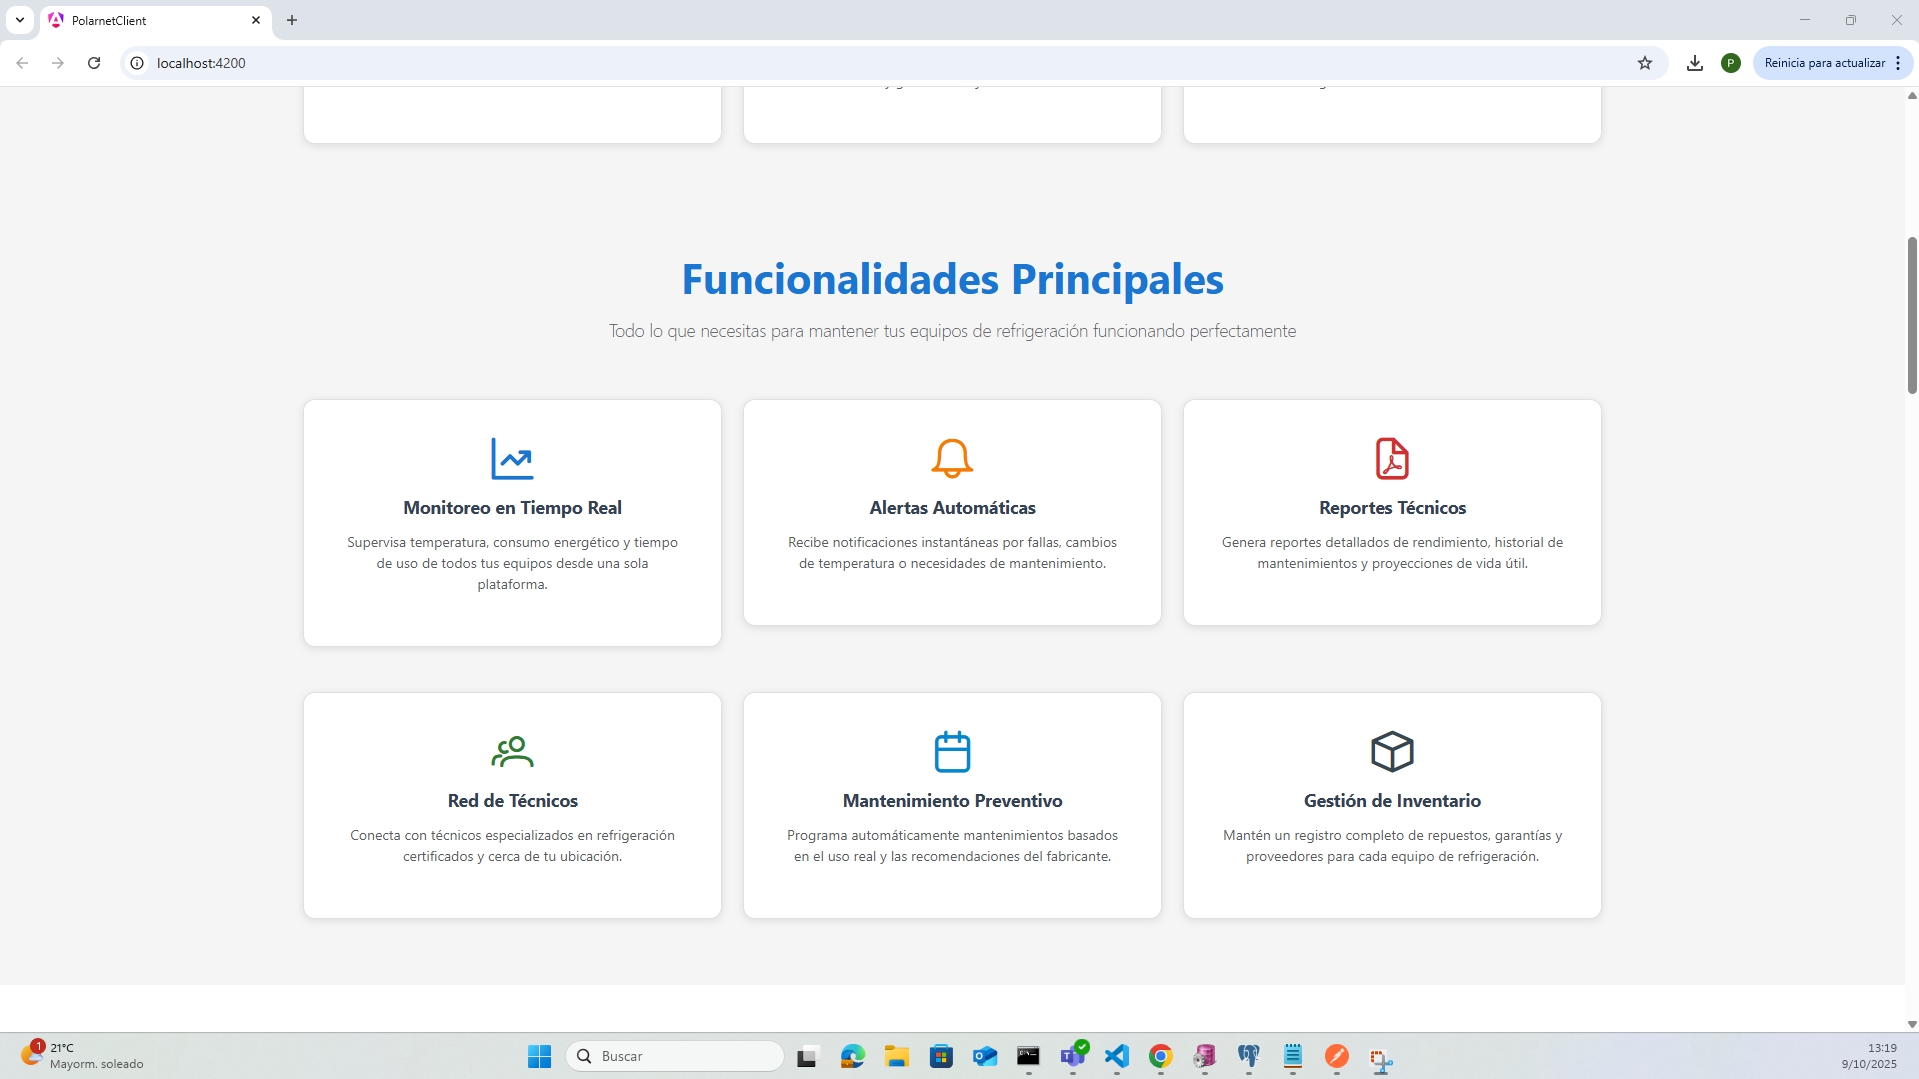 PolarnetClient
localhost:4200
P
Reinicia para actualizar
Funcionalidades Principales
Todo lo que necesitas para mantener tus equipos de refrigeración funcionando perfectamente
Monitoreo en Tiempo Real
Supervisa temperatura, consumo energético y tiempo
de uso de todos tus equipos desde una sola
plataforma.
Alertas Automáticas
Recibe notificaciones instantáneas por fallas, cambios
de temperatura o necesidades de mantenimiento.
Reportes Técnicos
Genera reportes detallados de rendimiento, historial de
mantenimientos y proyecciones de vida útil.
Red de Técnicos
Conecta con técnicos especializados en refrigeración
certificados y cerca de tu ubicación.
Mantenimiento Preventivo
Programa automáticamente mantenimientos basados
en el uso real y las recomendaciones del fabricante.
Gestión de Inventario
Mantén un registro completo de repuestos, garantías y
proveedores para cada equipo de refrigeración.
1
21°C
Mayorm. soleado
Buscar
13:19
9/10/2025